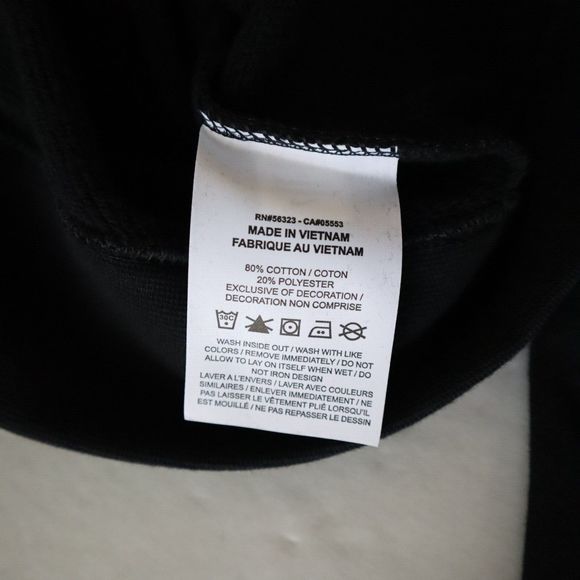 RN#56323 - CA#05553
MADE IN VIETNAM
FABRIQUE AU VIETNAM
80% COTTON / COTON
20% POLYESTER
EXCLUSIVE OF DECORATION /
DECORATION NON COMPRISE
30C
WASH INSIDE OUT / WASH WITH LIKE
COLORS / REMOVE IMMEDIATELY / DO NOT
ALLOW TO LAY ON ITSELF WHEN WET / DO
NOT IRON DESIGN
LAVER A L'ENVERS / LAVER AVEC COULEURS
SIMILAIRES / ENLEVER IMMEDIATEMENT / NE
PAS LAISSER LE VÊTEMENT PLIÉ LORSQU'IL
EST MOUILLÉ / NE PAS REPASSER LE DESSIN